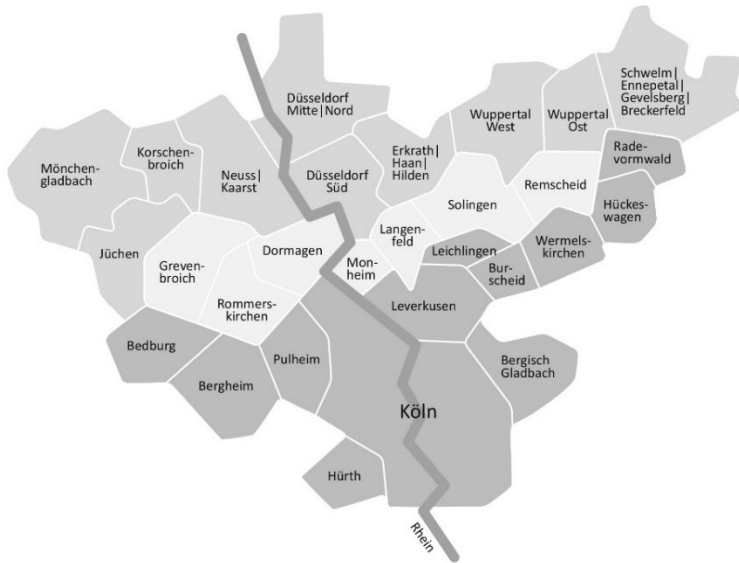 Schwelm|
Ennepetal|
Gevelsberg|
Breckerfeld
Düsseldorf
Mitte|Nord
Wuppertal
West
Wuppertal
Ost
Korschen-
broich
Erkrath|
Haan|
Hilden
Rade-
vormwald
Mönchen-
gladbach
Neuss|
Kaarst
Düsseldorf
Süd
Remscheid
Solingen
Hückes-
wagen
Jüchen
Langen-
feld
Dormagen
Leichlingen
Wermels-
kirchen
Greven-
broich
Mon-
heim
Bur-
scheid
Rommers-
kirchen
Leverkusen
Bedburg
Pulheim
Bergisch
Gladbach
Bergheim
Köln
Hürth
Rhein